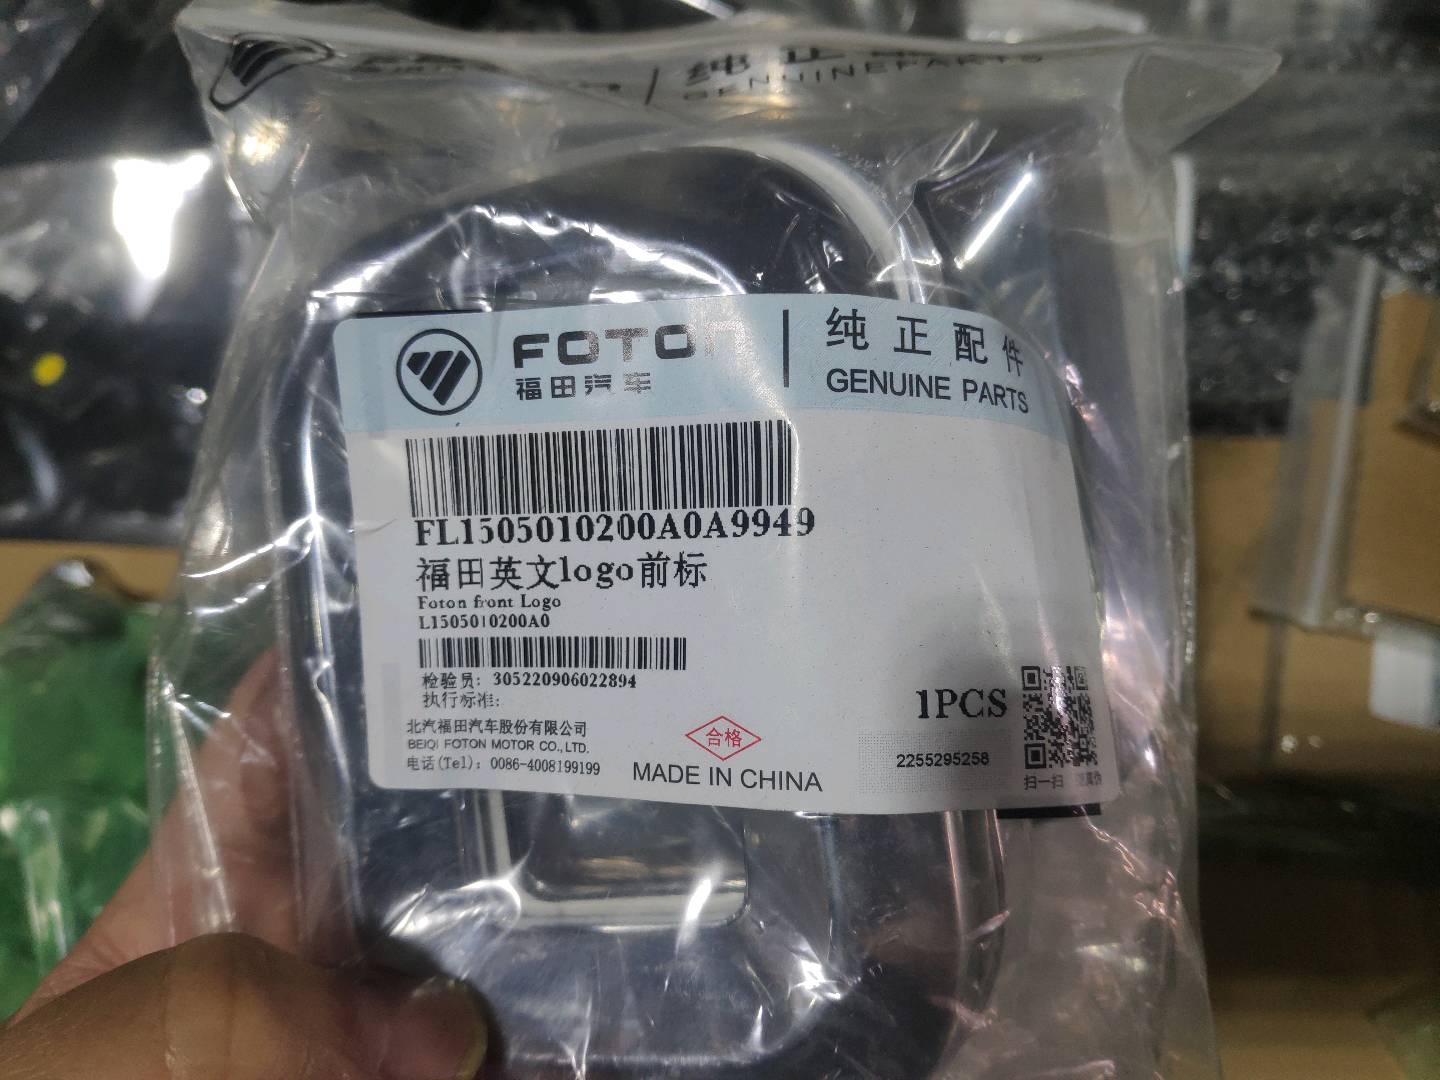 纯正
GENUINEPARTS
FOTON
福田汽车
纯正配件
GENUINE PARTS
FL1505010200A0A9949
福田英文logo前标
Foton front Logo
L1505010200A0
检验员: 305220906022894
执行标准:
北汽福田汽车股份有限公司
BEIQI FOTON MOTOR CO.,LTD.
电话(Tel): 0086-4008199199
合格
MADE IN CHINA
1PCS
2255295258
扫一扫